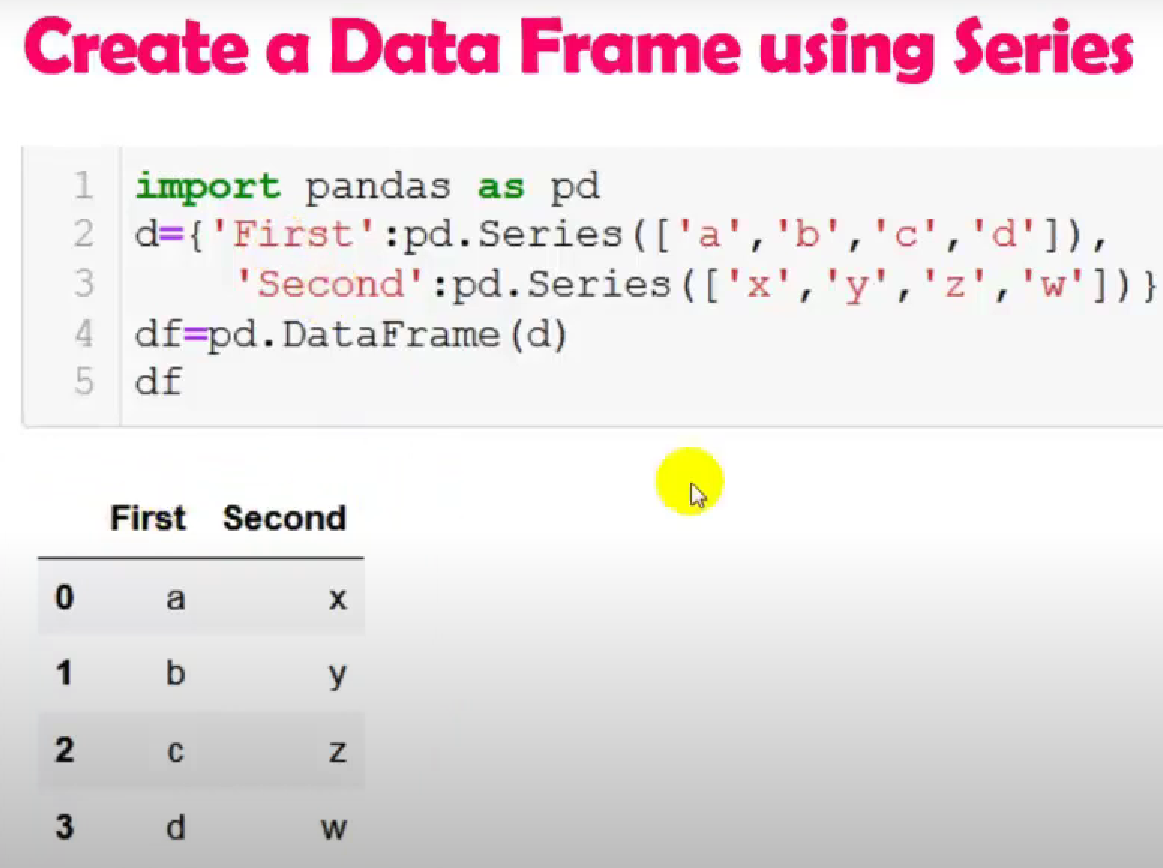 Create a Data Frame using Series
1 import pandas as pd
2 d={'First':pd.Series(['a','b','c','d']),
3     'Second':pd.Series(['x','y','z','w'])}
4 df=pd.DataFrame(d)
5 df
First Second
0 a x
1 b y
2 c z
3 d w